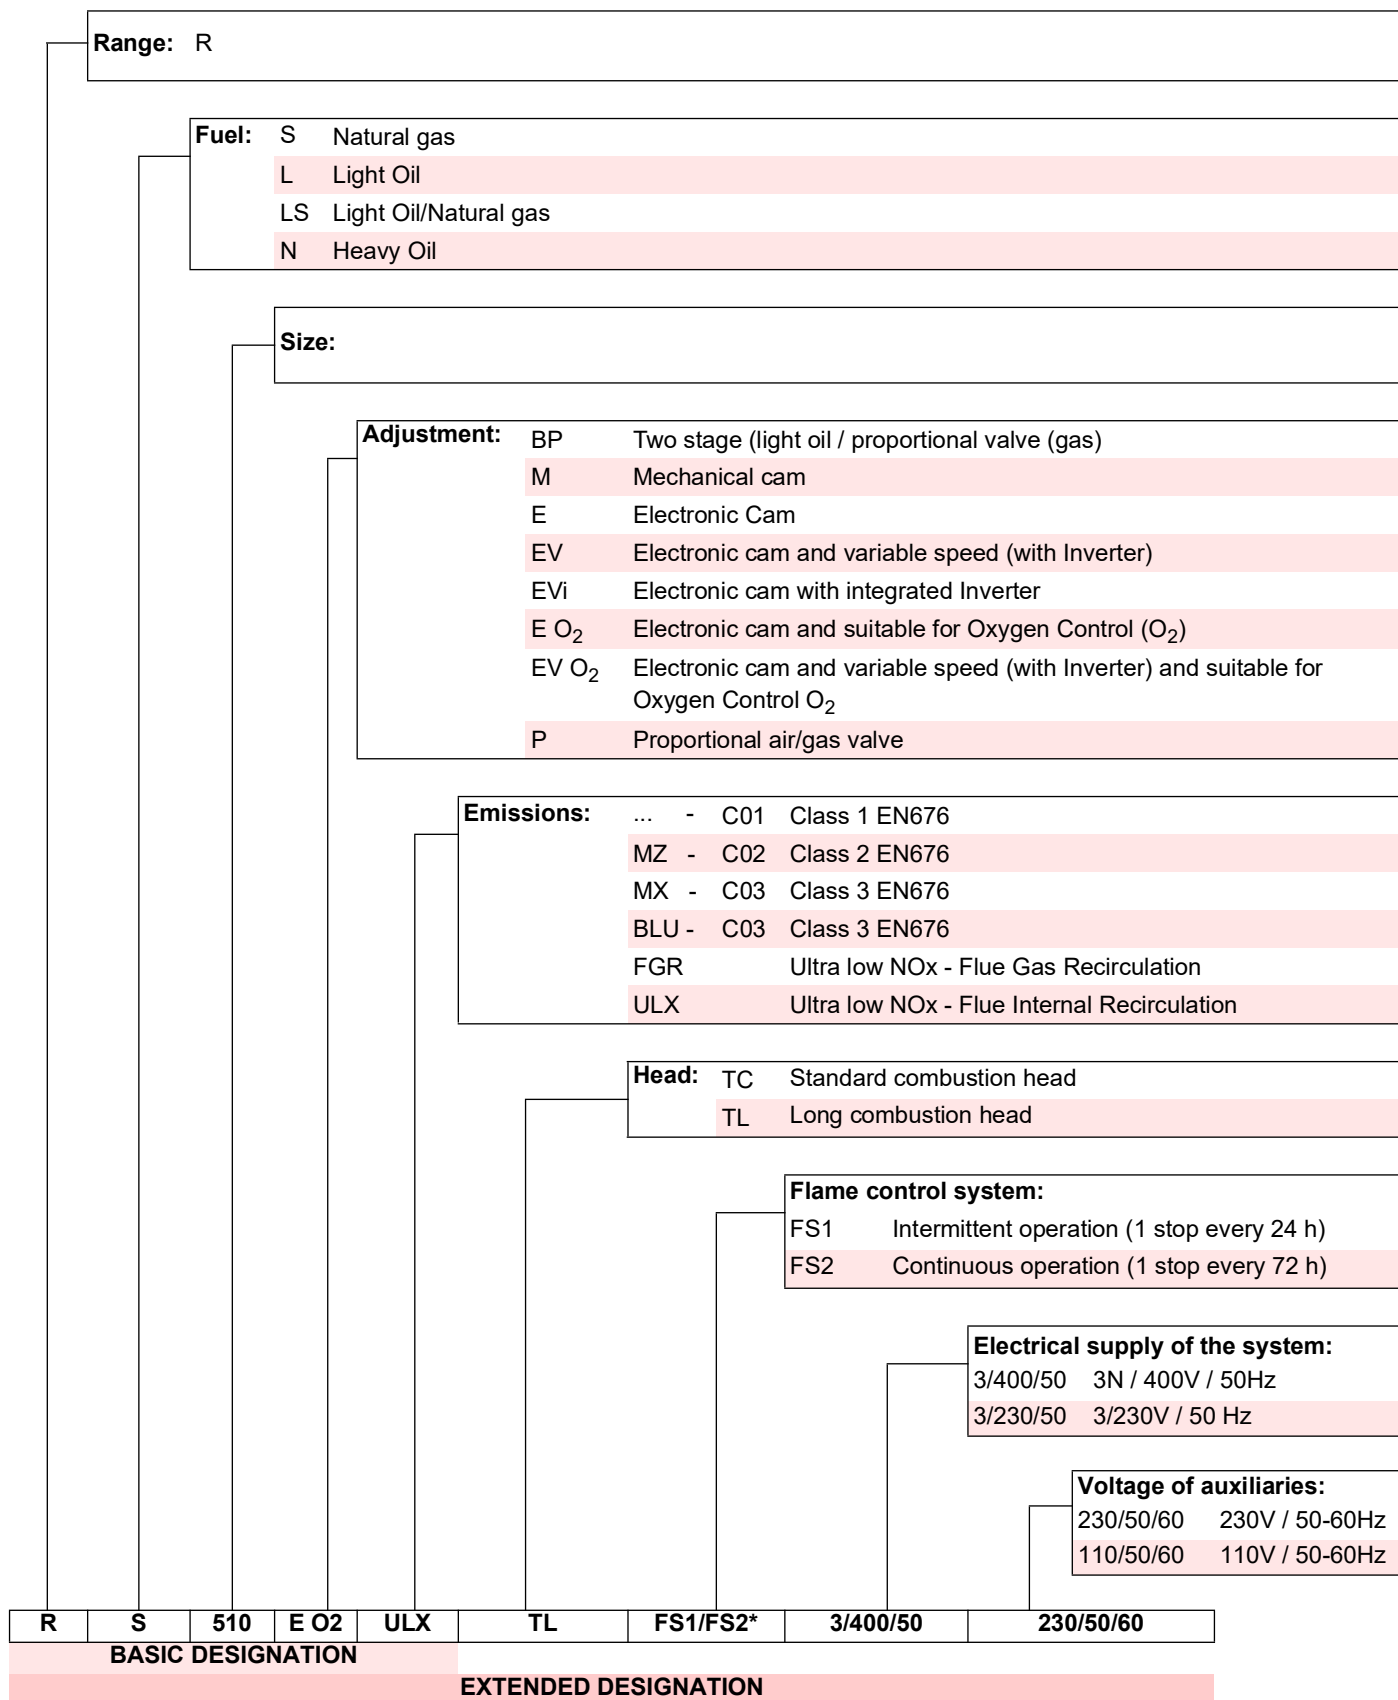 Range: R
Fuel: S Natural gas
L Light Oil
LS Light Oil/Natural gas
N Heavy Oil
Size:
Adjustment: BP Two stage (light oil / proportional valve (gas)
M Mechanical cam
E Electronic Cam
EV Electronic cam and variable speed (with Inverter)
EVi Electronic cam with integrated Inverter
E O2 Electronic cam and suitable for Oxygen Control (O2)
EV O2 Electronic cam and variable speed (with Inverter) and suitable for
Oxygen Control O2
P Proportional air/gas valve
Emissions: ... - C01 Class 1 EN676
MZ - C02 Class 2 EN676
MX - C03 Class 3 EN676
BLU - C03 Class 3 EN676
FGR Ultra low NOx - Flue Gas Recirculation
ULX Ultra low NOx - Flue Internal Recirculation
Head: TC Standard combustion head
TL Long combustion head
Flame control system:
FS1 Intermittent operation (1 stop every 24 h)
FS2 Continuous operation (1 stop every 72 h)
Electrical supply of the system:
3/400/50 3N / 400V / 50Hz
3/230/50 3/230V / 50 Hz
Voltage of auxiliaries:
230/50/60 230V / 50-60Hz
110/50/60 110V / 50-60Hz
R S 510 E O2 ULX TL FS1/FS2* 3/400/50 230/50/60
BASIC DESIGNATION
EXTENDED DESIGNATION